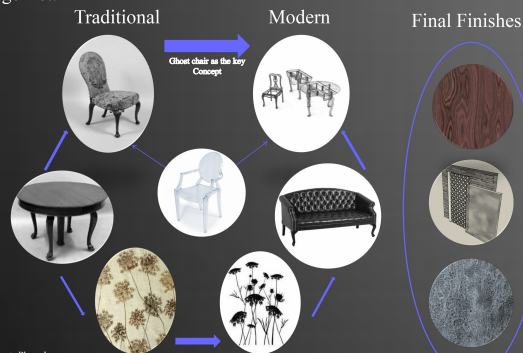 Traditional
Modern
Final Finishes
Ghost chair as the key
Concept